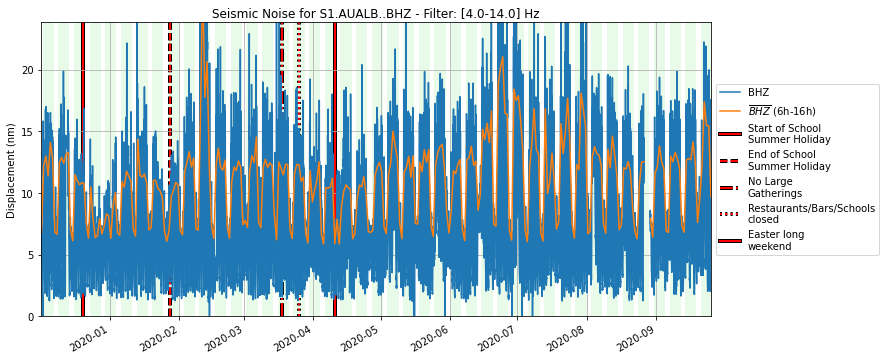 Seismic Noise for S1.AUALB..BHZ - Filter: [4.0-14.0] Hz
Displacement (nm)
20
15
10
5
0
2020-01
2020-02
2020-03
2020-04
2020-05
2020-06
2020-07
2020-08
2020-09
BHZ
BHZ (6h-16h)
Start of School
Summer Holiday
End of School
Summer Holiday
No Large
Gatherings
Restaurants/Bars/Schools
closed
Easter long
weekend